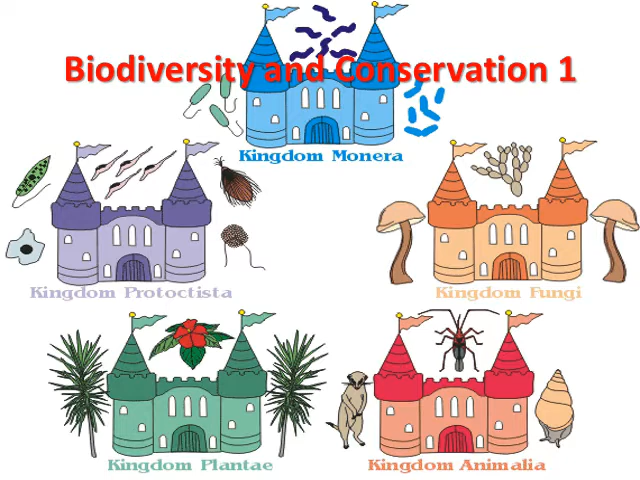 Biodiversity and Conservation 1
Kingdom Monera
Kingdom Protoctista
Kingdom Fungi
Kingdom Plantae
Kingdom Animalia